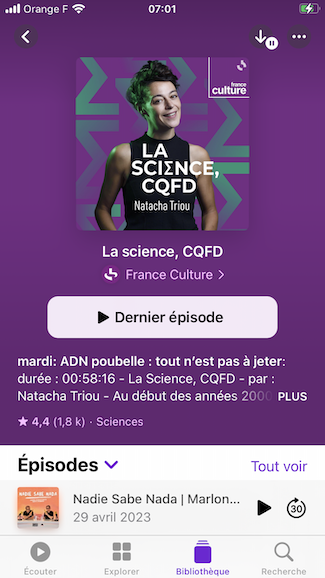 Orange F 07:01
france
culture
LA
SCIΣNCE,
CQFD
Natacha Triou
La science, CQFD
France Culture
Dernier épisode
mardi: ADN poubelle : tout n'est pas à jeter:
durée : 00:58:16 - La Science, CQFD - par :
Natacha Triou - Au début des années 2000 PLUS
4,4 (1,8 k) · Sciences
Épisodes Tout voir
NADIE SABE NADA
Nadie Sabe Nada | Marlon...
29 avril 2023
30
Écouter Explorer Bibliothèque Recherche